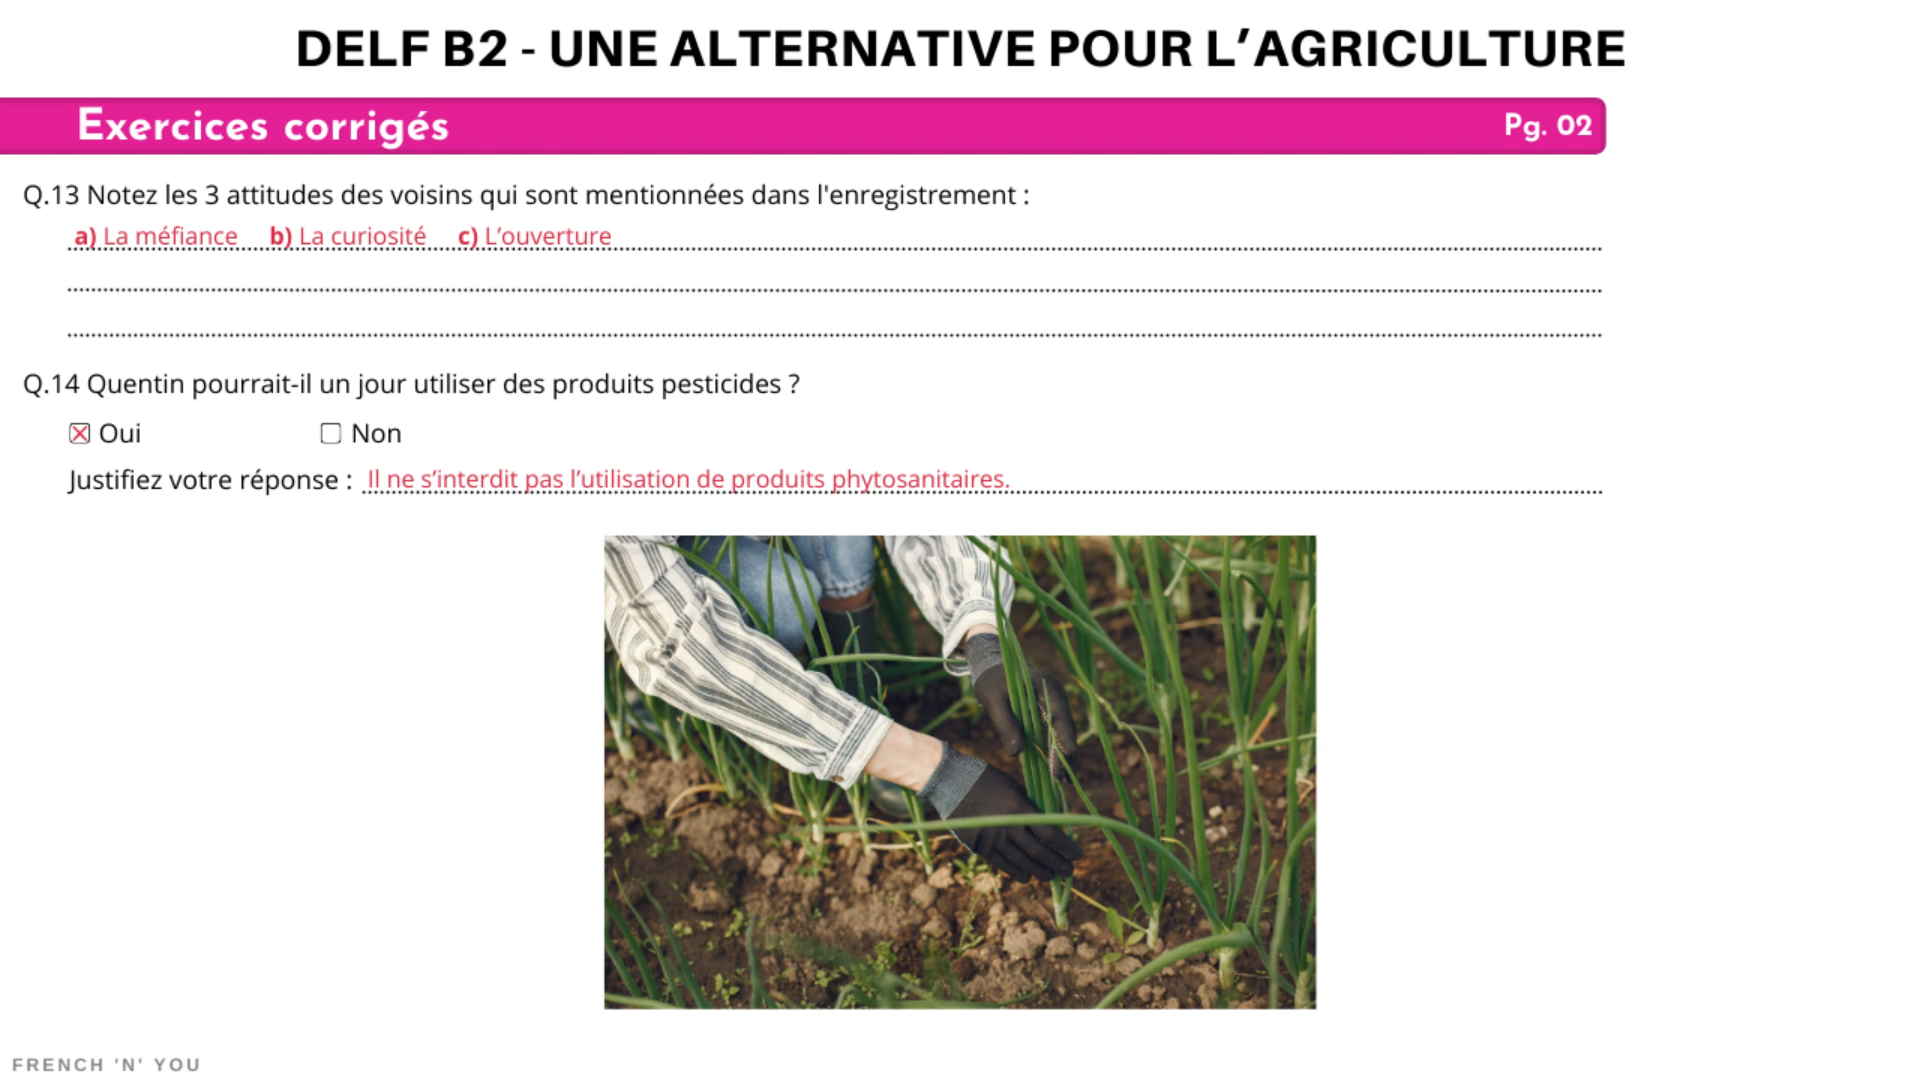 DELF B2 - UNE ALTERNATIVE POUR L’AGRICULTURE
Exercices corrigés Pg. 02
Q.13 Notez les 3 attitudes des voisins qui sont mentionnées dans l'enregistrement :
a) La méfiance b) La curiosité c) L’ouverture
Q.14 Quentin pourrait-il un jour utiliser des produits pesticides ?
Oui Non
Justifiez votre réponse : Il ne s’interdit pas l’utilisation de produits phytosanitaires.
FRENCH 'N' YOU